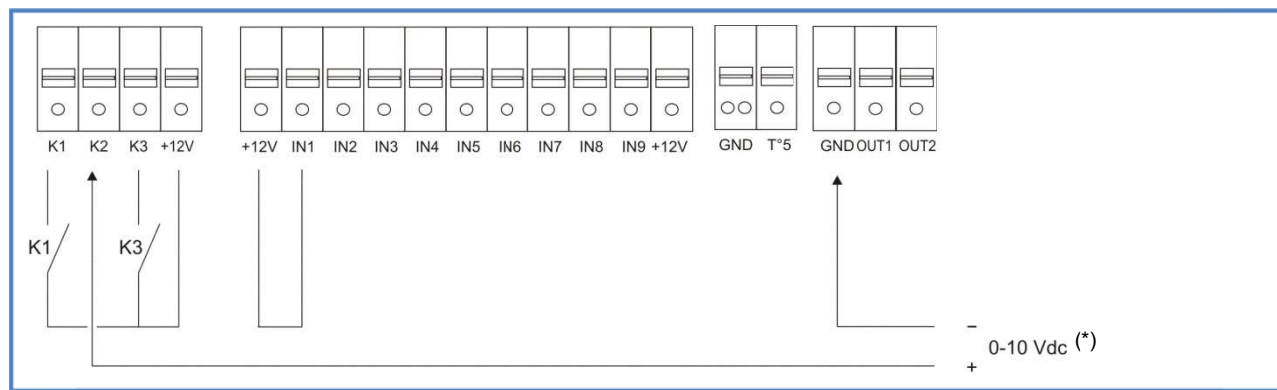 K1 K2 K3 +12V +12V IN1 IN2 IN3 IN4 IN5 IN6 IN7 IN8 IN9 +12V GND T°5 GND OUT1 OUT2
K1 K3
−
0-10 Vdc (*)
+